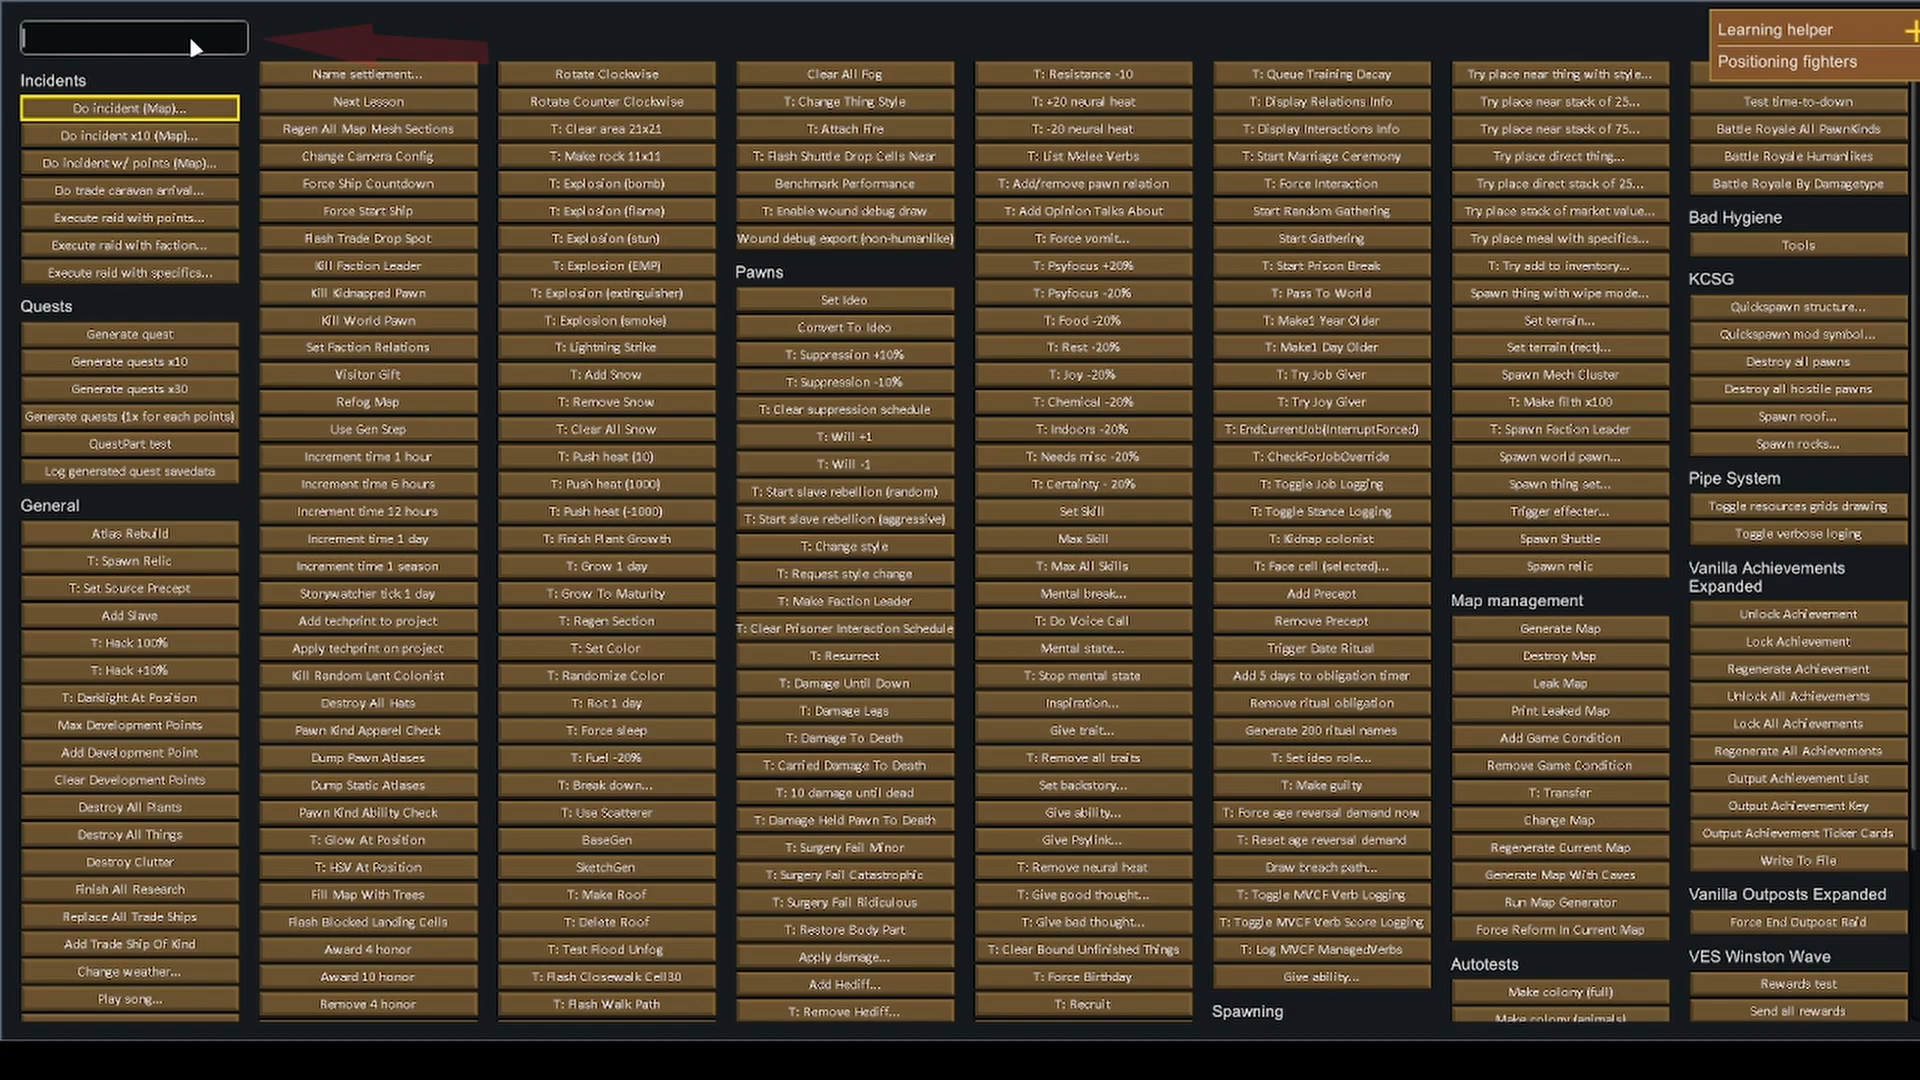 Incidents
Do incident (Map)...
Do incident x10 (Map)...
Do incident w/ points (Map)...
Do trade caravan arrival...
Execute raid with points...
Execute raid with faction...
Execute raid with specifics...
Quests
Generate quest
Generate quests x10
Generate quests x30
Generate quests (1x for each points)
QuestPart test
Log generated quest savedata
General
Atlas Rebuild
T: Spawn Relic
T: Set Source Precept
Add Slave
T: Hack 100%
T: Hack +10%
T: Darklight At Position
Max Development Points
Add Development Point
Clear Development Points
Destroy All Plants
Destroy All Things
Destroy Clutter
Finish All Research
Replace All Trade Ships
Add Trade Ship Of Kind
Change weather...
Play song...
Name settlement...
Next Lesson
Regen All Map Mesh Sections
Change Camera Config
Force Ship Countdown
Force Start Ship
Flash Trade Drop Spot
Kill Faction Leader
Kill Kidnapped Pawn
Kill World Pawn
Set Faction Relations
Visitor Gift
Refog Map
Use Gen Step
Increment time 1 hour
Increment time 6 hours
Increment time 12 hours
Increment time 1 day
Increment time 1 season
Storywatcher tick 1 day
Add techprint to project
Apply techprint on project
Kill Random Lent Colonist
Destroy All Hats
Pawn Kind Apparel Check
Dump Pawn Atlases
Dump Static Atlases
Pawn Kind Ability Check
T: Glow At Position
T: HSV At Position
Fill Map With Trees
Flash Blocked Landing Cells
Award 4 honor
Award 10 honor
Remove 4 honor
Rotate Clockwise
Rotate Counter Clockwise
T: Clear area 21x21
T: Make rock 11x11
T: Explosion (bomb)
T: Explosion (flame)
T: Explosion (stun)
T: Explosion (EMP)
T: Explosion (extinguisher)
T: Explosion (smoke)
T: Lightning Strike
T: Add Snow
T: Remove Snow
T: Clear All Snow
T: Push heat (10)
T: Push heat (1000)
T: Push heat (-1000)
T: Finish Plant Growth
T: Grow 1 day
T: Grow To Maturity
T: Regen Section
T: Set Color
T: Randomize Color
T: Rot 1 day
T: Force sleep
T: Fuel -20%
T: Break down...
T: Use Scatterer
BaseGen
SketchGen
T: Make Roof
T: Delete Roof
T: Test Flood Unfog
T: Flash Closewalk Cell30
T: Flash Walk Path
Clear All Fog
T: Change Thing Style
T: Attach Fire
T: Flash Shuttle Drop Cells Near
Benchmark Performance
T: Enable wound debug draw
Wound debug export (non-humanlike)
Pawns
Set Ideo
Convert To Ideo
T: Suppression +10%
T: Suppression -10%
T: Clear suppression schedule
T: Will +1
T: Will -1
T: Start slave rebellion (random)
T: Start slave rebellion (aggressive)
T: Change style
T: Request style change
T: Make Faction Leader
T: Clear Prisoner Interaction Schedule
T: Resurrect
T: Damage Until Down
T: Damage Legs
T: Damage To Death
T: Carried Damage To Death
T: 10 damage until dead
T: Damage Held Pawn To Death
T: Surgery Fail Minor
T: Surgery Fail Catastrophic
T: Surgery Fail Ridiculous
T: Restore Body Part
Apply damage...
Add Hediff...
T: Remove Hediff...
T: Resistance -10
T: +20 neural heat
T: -20 neural heat
T: List Melee Verbs
T: Add/remove pawn relation
T: Add Opinion Talks About
T: Force vomit...
T: Psyfocus +20%
T: Psyfocus -20%
T: Food -20%
T: Rest -20%
T: Joy -20%
T: Chemical -20%
T: Indoors -20%
T: Needs misc -20%
T: Certainty - 20%
Set Skill
Max Skill
T: Max All Skills
Mental break...
T: Do Voice Call
Mental state...
T: Stop mental state
Inspiration...
Give trait...
T: Remove all traits
Set backstory...
Give ability...
Give Psylink...
T: Remove neural heat
T: Give good thought...
T: Give bad thought...
T: Clear Bound Unfinished Things
T: Force Birthday
T: Recruit
T: Queue Training Decay
T: Display Relations Info
T: Display Interactions Info
T: Start Marriage Ceremony
T: Force Interaction
Start Random Gathering
Start Gathering
T: Start Prison Break
T: Pass To World
T: Make1 Year Older
T: Make1 Day Older
T: Try Job Giver
T: Try Joy Giver
T: EndCurrentJob(InterruptForced)
T: CheckForJobOverride
T: Toggle Job Logging
T: Toggle Stance Logging
T: Kidnap colonist
T: Face cell (selected)...
Add Precept
Remove Precept
Trigger Date Ritual
Add 5 days to obligation timer
Remove ritual obligation
Generate 200 ritual names
T: Set ideo role...
T: Make guilty
T: Force age reversal demand now
T: Reset age reversal demand
Draw breach path...
T: Toggle MVCF Verb Logging
T: Toggle MVCF Verb Score Logging
T: Log MVCF ManagedVerbs
Give ability...
Spawning
Try place near thing with style...
Try place near stack of 25...
Try place near stack of 75...
Try place direct thing...
Try place direct stack of 25...
Try place stack of market value...
Try place meal with specifics...
T: Try add to inventory...
Spawn thing with wipe mode...
Set terrain...
Set terrain (rect)...
Spawn Mech Cluster
T: Make filth x100
T: Spawn Faction Leader
Spawn world pawn...
Spawn thing set...
Trigger effecter...
Spawn Shuttle
Spawn relic
Map management
Generate Map
Destroy Map
Leak Map
Print Leaked Map
Add Game Condition
Remove Game Condition
T: Transfer
Change Map
Regenerate Current Map
Generate Map With Caves
Run Map Generator
Force Reform In Current Map
Autotests
Make colony (full)
Make colony (animals)
Learning helper
Positioning fighters
Test time-to-down
Battle Royale All PawnKinds
Battle Royale Humanlikes
Battle Royale By Damagetype
Bad Hygiene
Tools
KCSG
Quickspawn structure...
Quickspawn mod symbol...
Destroy all pawns
Destroy all hostile pawns
Spawn roof...
Spawn rocks...
Pipe System
Toggle resources grids drawing
Toggle verbose loging
Vanilla Achievements
Expanded
Unlock Achievement
Lock Achievement
Regenerate Achievement
Unlock All Achievements
Lock All Achievements
Regenerate All Achievements
Output Achievement List
Output Achievement Key
Output Achievement Ticker Cards
Write To File
Vanilla Outposts Expanded
Force End Outpost Raid
VES Winston Wave
Rewards test
Send all rewards